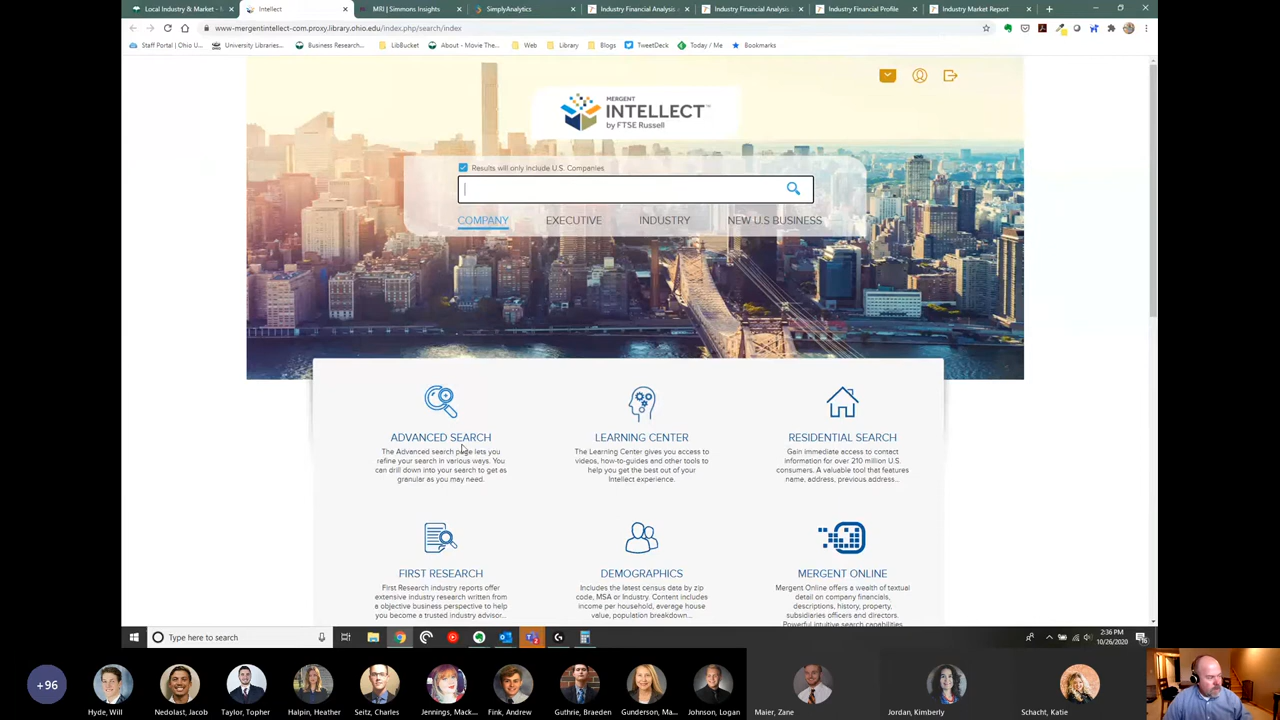 Local Industry & Market - S
Intellect
MRI | Simmons Insights
SimplyAnalytics
Industry Financial Analysis
Industry Financial Analysis
Industry Financial Profile
Industry Market Report
www-mergentintellect-com.proxy.library.ohio.edu/index.php/search/index
Staff Portal | Ohio U...
University Libraries...
Business Research...
LibBucket
About - Movie The...
Web
Library
Blogs
TweetDeck
Today / Me
Bookmarks
MERGENT
INTELLECT™
by FTSE Russell
Results will only include U.S. Companies
COMPANY
EXECUTIVE
INDUSTRY
NEW U.S BUSINESS
ADVANCED SEARCH
The Advanced search page lets you
refine your search in various ways. You
can drill down into your search to get as
granular as you may need.
LEARNING CENTER
The Learning Center gives you access to
videos, how-to-guides and other tools to
help you get the best out of your
Intellect experience.
RESIDENTIAL SEARCH
Gain immediate access to contact
information for over 210 million U.S.
consumers. A valuable tool that features
name, address, previous address...
FIRST RESEARCH
First Research industry reports offer
extensive industry research written from
a objective business perspective to help
you become a trusted industry advisor...
DEMOGRAPHICS
Includes the latest census data by zip
code, MSA or Industry. Content includes
income per household, average house
value, population breakdown...
MERGENT ONLINE
Mergent Online offers a wealth of textual
detail on company financials,
descriptions, history, property,
subsidiaries officers and directors.
Powerful intuitive search capabilities
Type here to search
2:36 PM
10/26/2020
+96
Hyde, Will
Nedolast, Jacob
Taylor, Topher
Halpin, Heather
Seitz, Charles
Jennings, Mack...
Fink, Andrew
Guthrie, Braeden
Gunderson, Ma...
Johnson, Logan
Maier, Zane
Jordan, Kimberly
Schacht, Katie